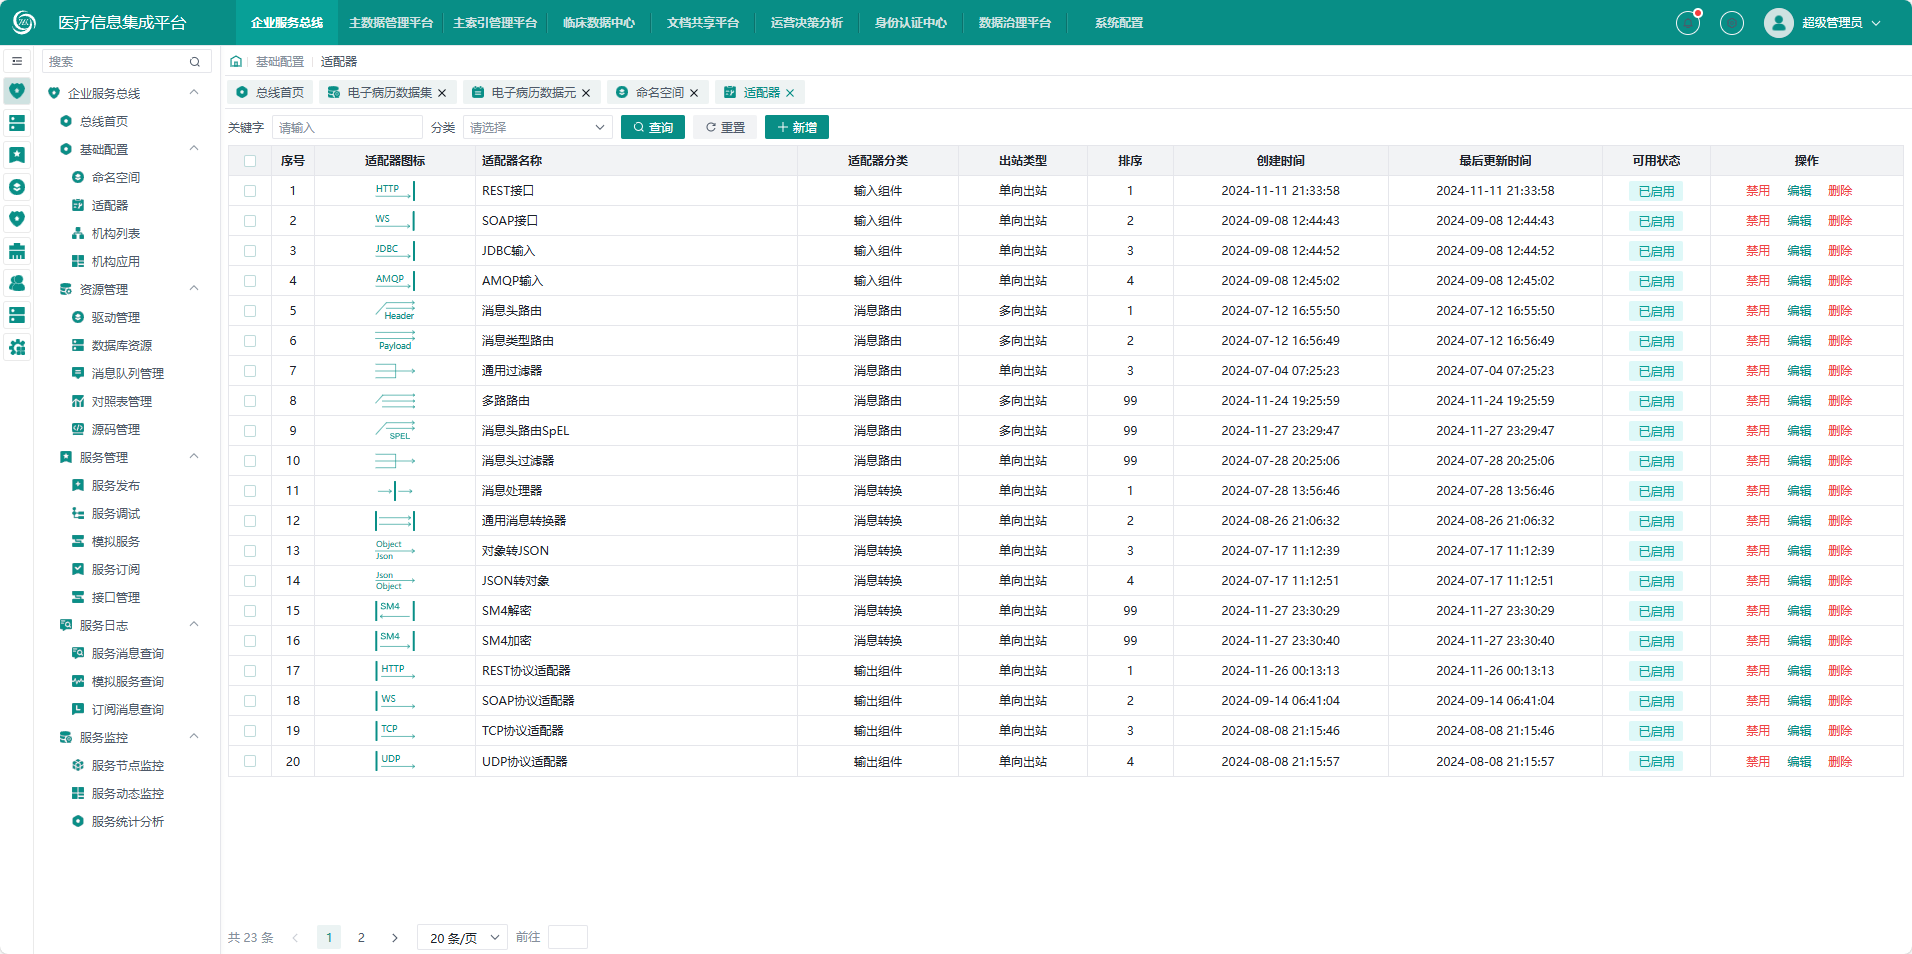 医疗信息集成平台 企业服务总线 主数据管理平台 主索引管理平台 临床数据中心 文档共享平台 运营决策分析 身份认证中心 数据治理平台 系统配置 超级管理员
搜索
企业服务总线
总线首页
基础配置
命名空间
适配器
机构列表
机构应用
资源管理
驱动管理
数据库资源
消息队列管理
对照表管理
源码管理
服务管理
服务发布
服务调试
模拟服务
服务订阅
接口管理
服务日志
服务消息查询
模拟服务查询
订阅消息查询
服务监控
服务节点监控
服务动态监控
服务统计分析
基础配置 适配器
总线首页 电子病历数据集 电子病历数据元 命名空间 适配器
关键字 请输入 分类 请选择 查询 重置 新增
序号 适配器图标 适配器名称 适配器分类 出站类型 排序 创建时间 最后更新时间 可用状态 操作
1 HTTP REST接口 输入组件 单向出站 1 2024-11-11 21:33:58 2024-11-11 21:33:58 已启用 禁用 编辑 删除
2 WS SOAP接口 输入组件 单向出站 2 2024-09-08 12:44:43 2024-09-08 12:44:43 已启用 禁用 编辑 删除
3 JDBC JDBC输入 输入组件 单向出站 3 2024-09-08 12:44:52 2024-09-08 12:44:52 已启用 禁用 编辑 删除
4 AMQP AMQP输入 输入组件 单向出站 4 2024-09-08 12:45:02 2024-09-08 12:45:02 已启用 禁用 编辑 删除
5 Header 消息头路由 消息路由 多向出站 1 2024-07-12 16:55:50 2024-07-12 16:55:50 已启用 禁用 编辑 删除
6 Payload 消息类型路由 消息路由 多向出站 2 2024-07-12 16:56:49 2024-07-12 16:56:49 已启用 禁用 编辑 删除
7 通用过滤器 消息路由 单向出站 3 2024-07-04 07:25:23 2024-07-04 07:25:23 已启用 禁用 编辑 删除
8 多路路由 消息路由 多向出站 99 2024-11-24 19:25:59 2024-11-24 19:25:59 已启用 禁用 编辑 删除
9 SPEL 消息头路由SpEL 消息路由 多向出站 99 2024-11-27 23:29:47 2024-11-27 23:29:47 已启用 禁用 编辑 删除
10 消息头过滤器 消息路由 单向出站 99 2024-07-28 20:25:06 2024-07-28 20:25:06 已启用 禁用 编辑 删除
11 消息处理器 消息转换 单向出站 1 2024-07-28 13:56:46 2024-07-28 13:56:46 已启用 禁用 编辑 删除
12 通用消息转换器 消息转换 单向出站 2 2024-08-26 21:06:32 2024-08-26 21:06:32 已启用 禁用 编辑 删除
13 Object Json 对象转JSON 消息转换 单向出站 3 2024-07-17 11:12:39 2024-07-17 11:12:39 已启用 禁用 编辑 删除
14 Json Object JSON转对象 消息转换 单向出站 4 2024-07-17 11:12:51 2024-07-17 11:12:51 已启用 禁用 编辑 删除
15 SM4 SM4解密 消息转换 单向出站 99 2024-11-27 23:30:29 2024-11-27 23:30:29 已启用 禁用 编辑 删除
16 SM4 SM4加密 消息转换 单向出站 99 2024-11-27 23:30:40 2024-11-27 23:30:40 已启用 禁用 编辑 删除
17 HTTP REST协议适配器 输出组件 单向出站 1 2024-11-26 00:13:13 2024-11-26 00:13:13 已启用 禁用 编辑 删除
18 WS SOAP协议适配器 输出组件 单向出站 2 2024-09-14 06:41:04 2024-09-14 06:41:04 已启用 禁用 编辑 删除
19 TCP TCP协议适配器 输出组件 单向出站 3 2024-08-08 21:15:46 2024-08-08 21:15:46 已启用 禁用 编辑 删除
20 UDP UDP协议适配器 输出组件 单向出站 4 2024-08-08 21:15:57 2024-08-08 21:15:57 已启用 禁用 编辑 删除
共 23 条 1 2 20 条/页 前往